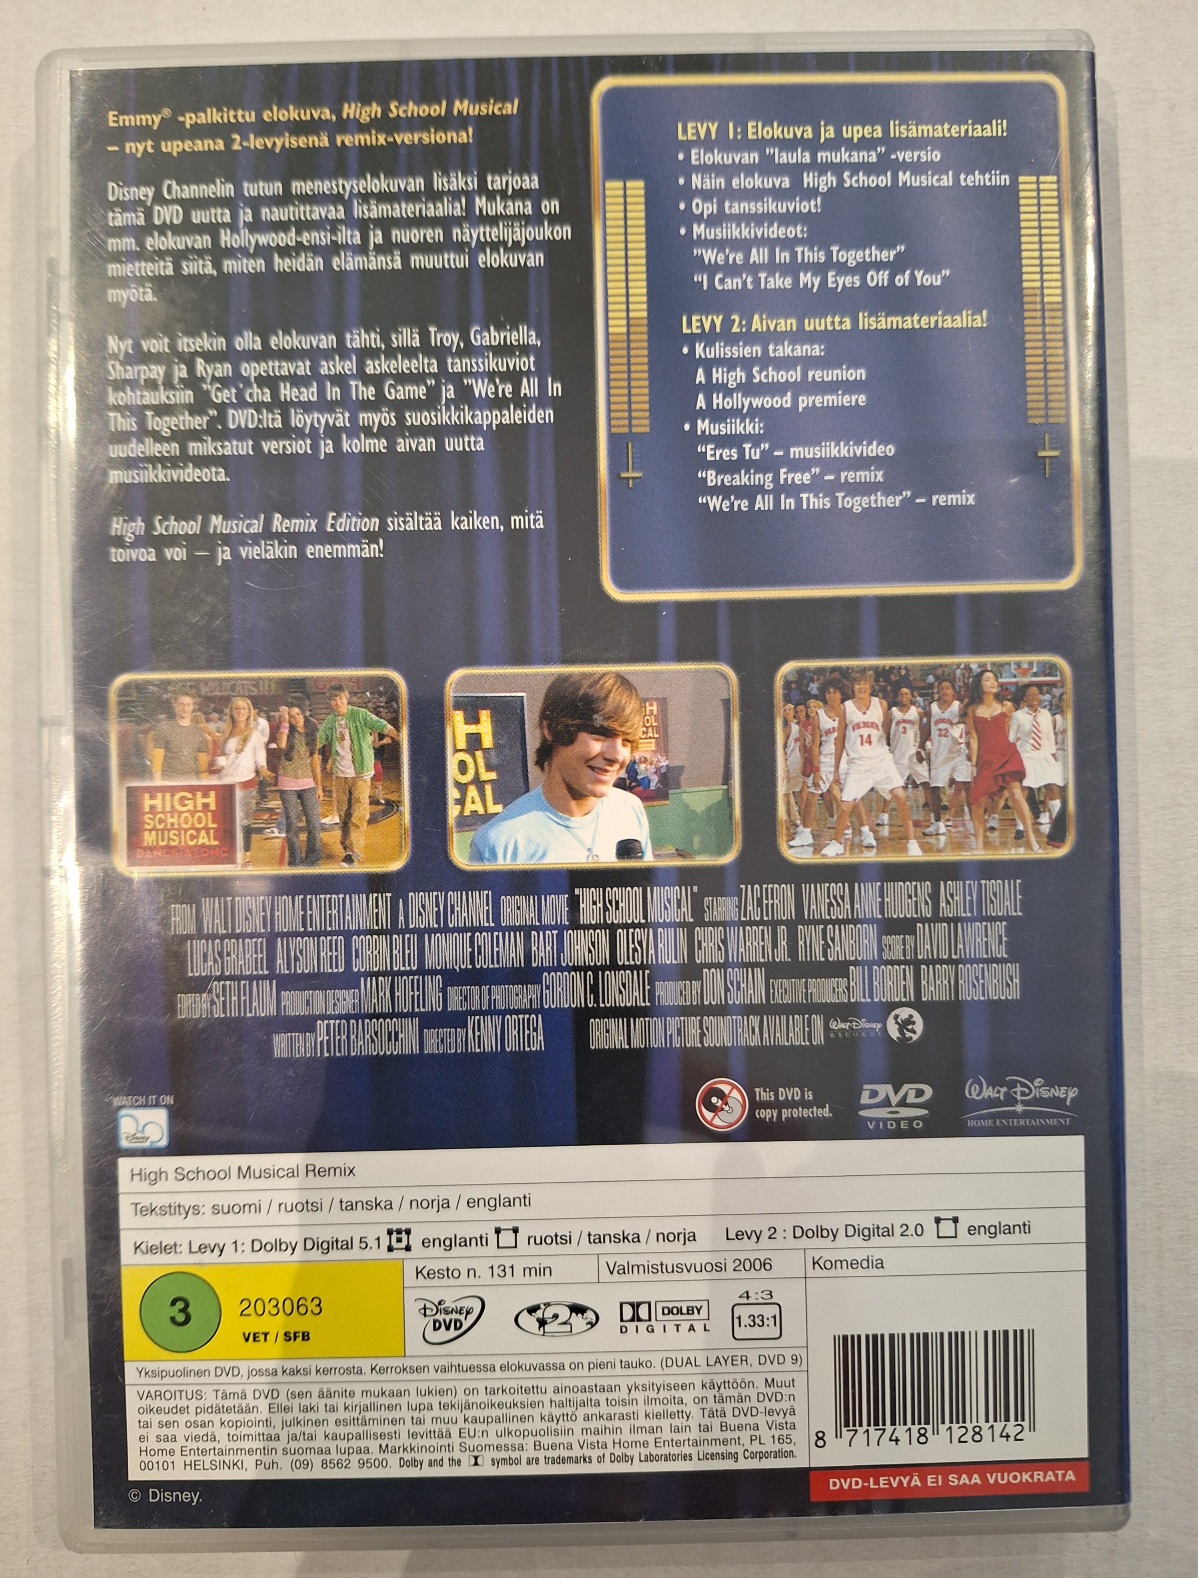 Emmy® -palkittu elokuva, High School Musical
– nyt upeana 2-levyisenä remix-versiona!
Disney Channelin tutun menestyselokuvan lisäksi tarjoaa
tämä DVD uutta ja nautittavaa lisämateriaalia! Mukana on
mm. elokuvan Hollywood-ensi-ilta ja nuoren näyttelijäjoukon
mietteitä siitä, miten heidän elämänsä muuttui elokuvan
myötä.
Nyt voit itsekin olla elokuvan tähti, sillä Troy, Gabriella,
Sharpay ja Ryan opettavat askel askeleelta tanssikuviot
kohtauksiin "Get'cha Head In The Game" ja "We're All In
This Together". DVD:ltä löytyvät myös suosikkikappaleiden
uudelleen miksatut versiot ja kolme aivan uutta
musiikkivideota.
High School Musical Remix Edition sisältää kaiken, mitä
toivoa voi – ja vieläkin enemmän!
LEVY 1: Elokuva ja upea lisämateriaali!
• Elokuvan "laula mukana" -versio
• Näin elokuva High School Musical tehtiin
• Opi tanssikuviot!
• Musiikkivideot:
"We're All In This Together"
"I Can't Take My Eyes Off of You"
LEVY 2: Aivan uutta lisämateriaalia!
• Kulissien takana:
A High School reunion
A Hollywood premiere
• Musiikki:
"Eres Tu" – musiikkivideo
"Breaking Free" – remix
"We're All In This Together" – remix
WILDCATS
HIGH
SCHOOL
MUSICAL
DANCE-ALONG
H
OL
CAL
H
OL
CAL
WILDCATS
14
3
32
FROM WALT DISNEY HOME ENTERTAINMENT A DISNEY CHANNEL ORIGINAL MOVIE "HIGH SCHOOL MUSICAL" STARRING ZAC EFRON VANESSA ANNE HUDGENS ASHLEY TISDALE
LUCAS GRABEEL ALYSON REED CORBIN BLEU MONIQUE COLEMAN BART JOHNSON OLESYA RULIN CHRIS WARREN JR. RYNE SANBORN SCORE BY DAVID LAWRENCE
EDITED BY SETH FLAUM PRODUCTION DESIGNER MARK HOFELING DIRECTOR OF PHOTOGRAPHY GORDON C. LONSDALE PRODUCED BY DON SCHAIN EXECUTIVE PRODUCERS BILL BORDEN BARRY ROSENBUSH
WRITTEN BY PETER BARSOCCHINI DIRECTED BY KENNY ORTEGA ORIGINAL MOTION PICTURE SOUNDTRACK AVAILABLE ON Walt Disney RECORDS
WATCH IT ON
Disney
This DVD is
copy protected.
DVD
VIDEO
WALT DISNEY
HOME ENTERTAINMENT
High School Musical Remix
Tekstitys: suomi / ruotsi / tanska / norja / englanti
Kielet: Levy 1: Dolby Digital 5.1 englanti ruotsi / tanska / norja Levy 2 : Dolby Digital 2.0 englanti
3
203063
VET / SFB
Kesto n. 131 min
Valmistusvuosi 2006
Komedia
DISNEY
DVD
2
DOLBY
DIGITAL
4:3
1.33:1
Yksipuolinen DVD, jossa kaksi kerrosta. Kerroksen vaihtuessa elokuvassa on pieni tauko. (DUAL LAYER, DVD 9)
VAROITUS: Tämä DVD (sen äänite mukaan lukien) on tarkoitettu ainoastaan yksityiseen käyttöön. Muut
oikeudet pidätetään. Ellei laki tai kirjallinen lupa tekijänoikeuksien haltijalta toisin ilmoita, on tämän DVD:n
tai sen osan kopiointi, julkinen esittäminen tai muu kaupallinen käyttö ankarasti kielletty. Tätä DVD-levyä
ei saa viedä, toimittaa ja/tai kaupallisesti levittää EU:n ulkopuolisiin maihin ilman lain tai Buena Vista
Home Entertainmentin suomaa lupaa. Markkinointi Suomessa: Buena Vista Home Entertainment, PL 165,
00101 HELSINKI, Puh. (09) 8562 9500. Dolby and the symbol are trademarks of Dolby Laboratories Licensing Corporation.
8 717418 128142
DVD-LEVYÄ EI SAA VUOKRATA
© Disney.